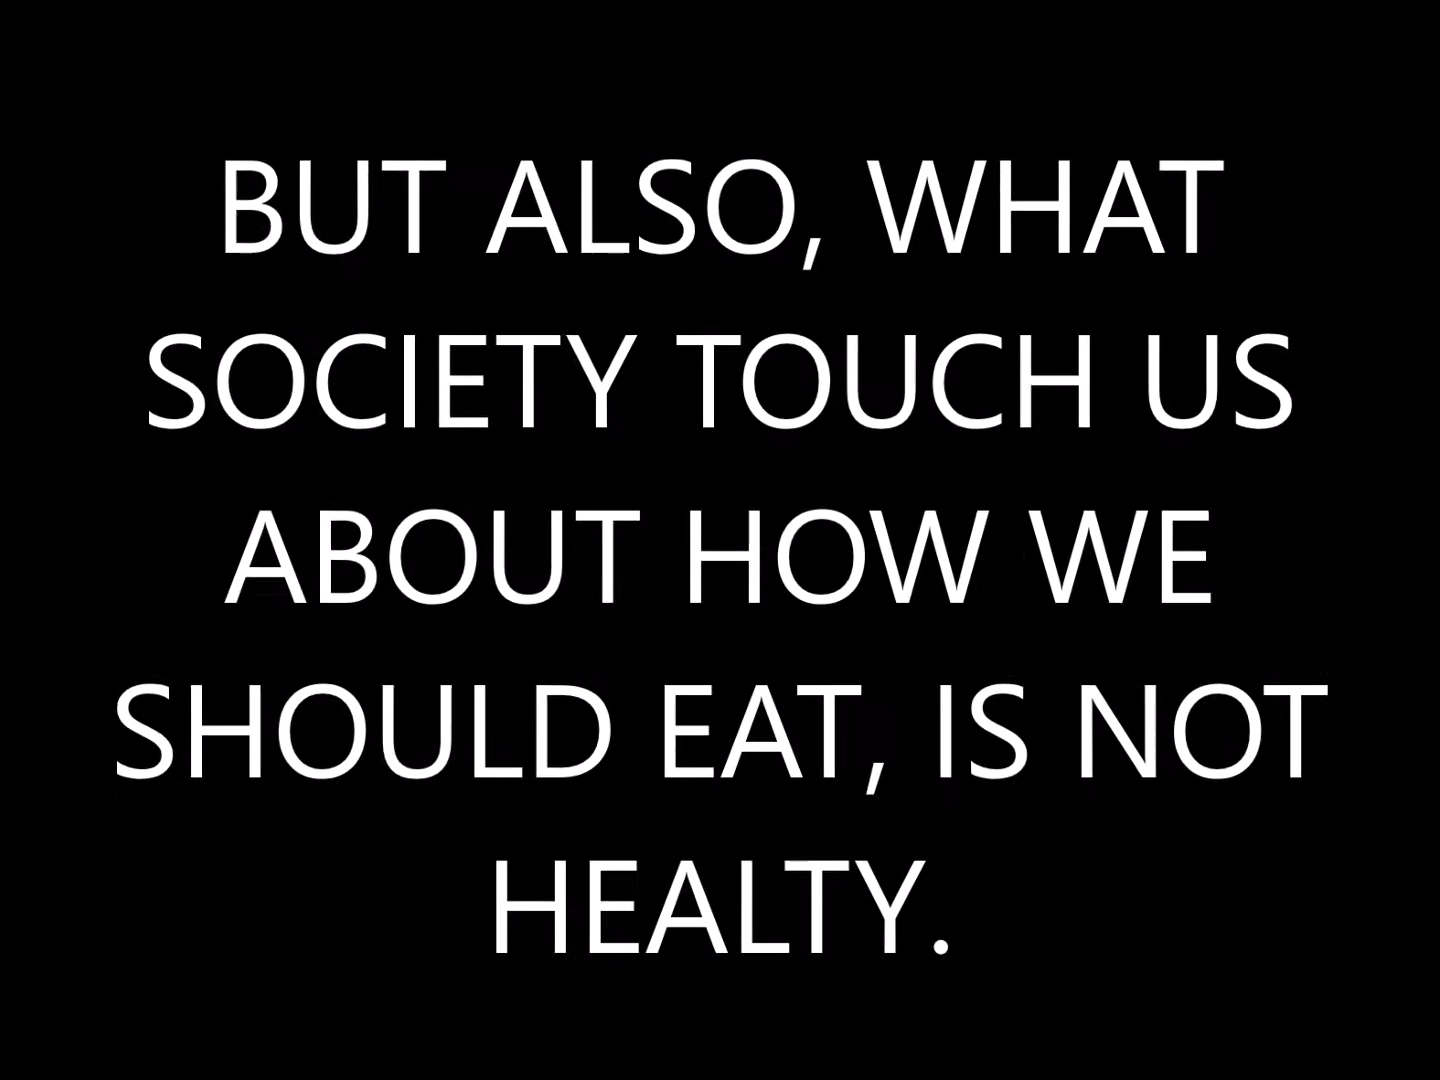 BUT ALSO, WHAT
SOCIETY TOUCH US
ABOUT HOW WE
SHOULD EAT, IS NOT
HEALTY.